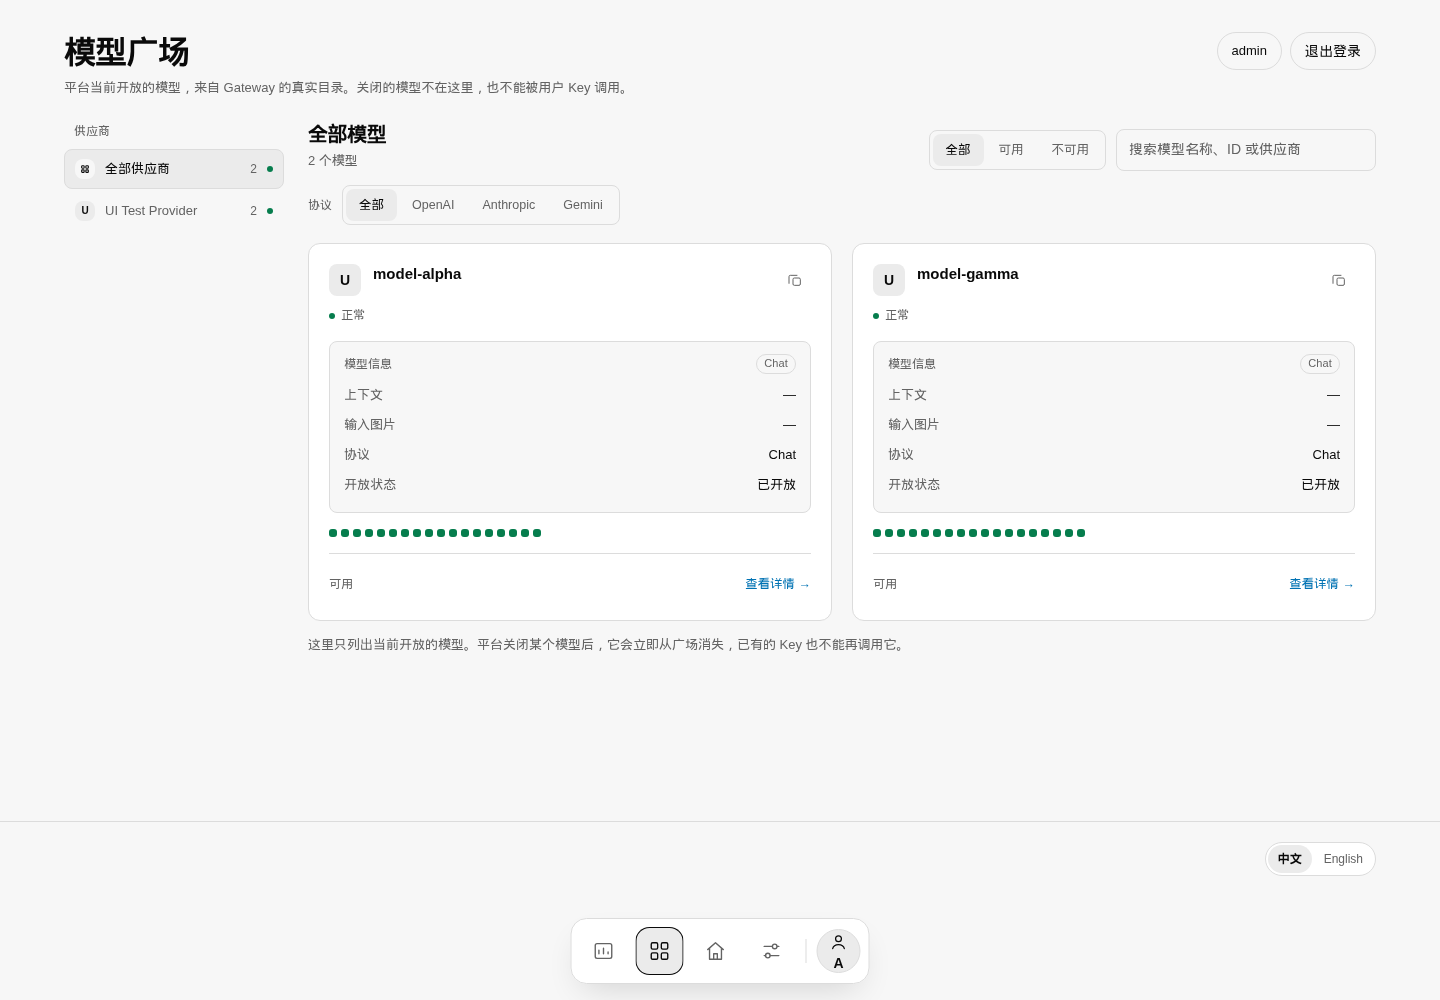 模型广场
admin
退出登录
平台当前开放的模型，来自 Gateway 的真实目录。关闭的模型不在这里，也不能被用户 Key 调用。
供应商
全部供应商 2
U UI Test Provider 2
全部模型
2 个模型
全部 可用 不可用
搜索模型名称、ID 或供应商
协议 全部 OpenAI Anthropic Gemini
U model-alpha
正常
模型信息 Chat
上下文 —
输入图片 —
协议 Chat
开放状态 已开放
可用 查看详情 →
U model-gamma
正常
模型信息 Chat
上下文 —
输入图片 —
协议 Chat
开放状态 已开放
可用 查看详情 →
这里只列出当前开放的模型。平台关闭某个模型后，它会立即从广场消失，已有的 Key 也不能再调用它。
中文 English
A